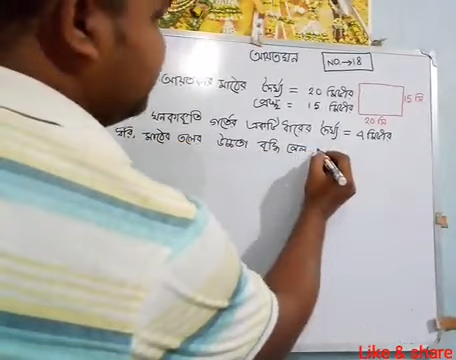 আয়তঘন
NO.→18
আয়তাকার মাঠের দৈর্ঘ্য = 20 মিটার
প্রস্থ = 15 মিটার
15 মি
20 মি
ঘনকাকৃতি গর্তের একটি ধারের দৈর্ঘ্য = 4 মিটার
ধরি, মাঠের তলের উচ্চতা বৃদ্ধি পেল
Like & share